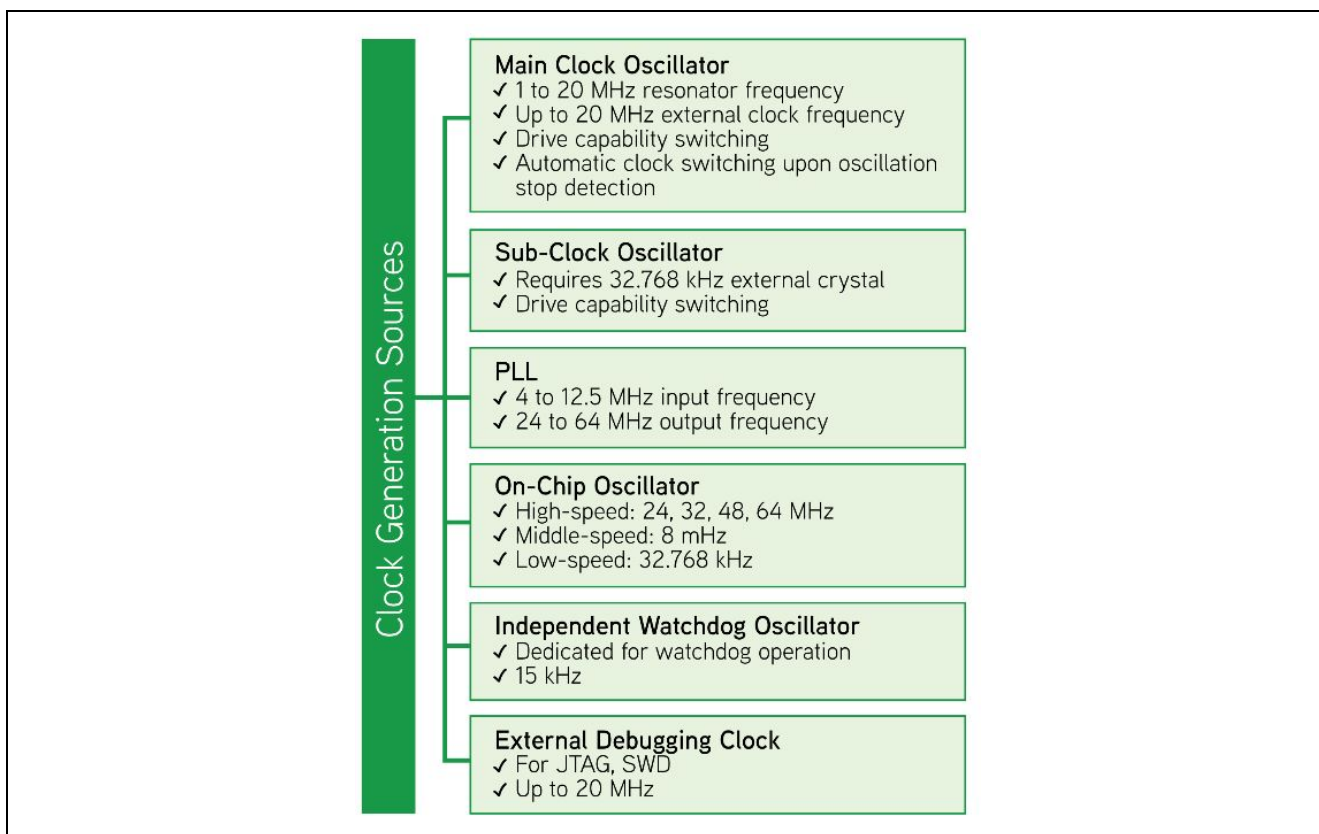 Clock Generation Sources
Main Clock Oscillator
✓ 1 to 20 MHz resonator frequency
✓ Up to 20 MHz external clock frequency
✓ Drive capability switching
✓ Automatic clock switching upon oscillation
stop detection
Sub-Clock Oscillator
✓ Requires 32.768 kHz external crystal
✓ Drive capability switching
PLL
✓ 4 to 12.5 MHz input frequency
✓ 24 to 64 MHz output frequency
On-Chip Oscillator
✓ High-speed: 24, 32, 48, 64 MHz
✓ Middle-speed: 8 mHz
✓ Low-speed: 32.768 kHz
Independent Watchdog Oscillator
✓ Dedicated for watchdog operation
✓ 15 kHz
External Debugging Clock
✓ For JTAG, SWD
✓ Up to 20 MHz